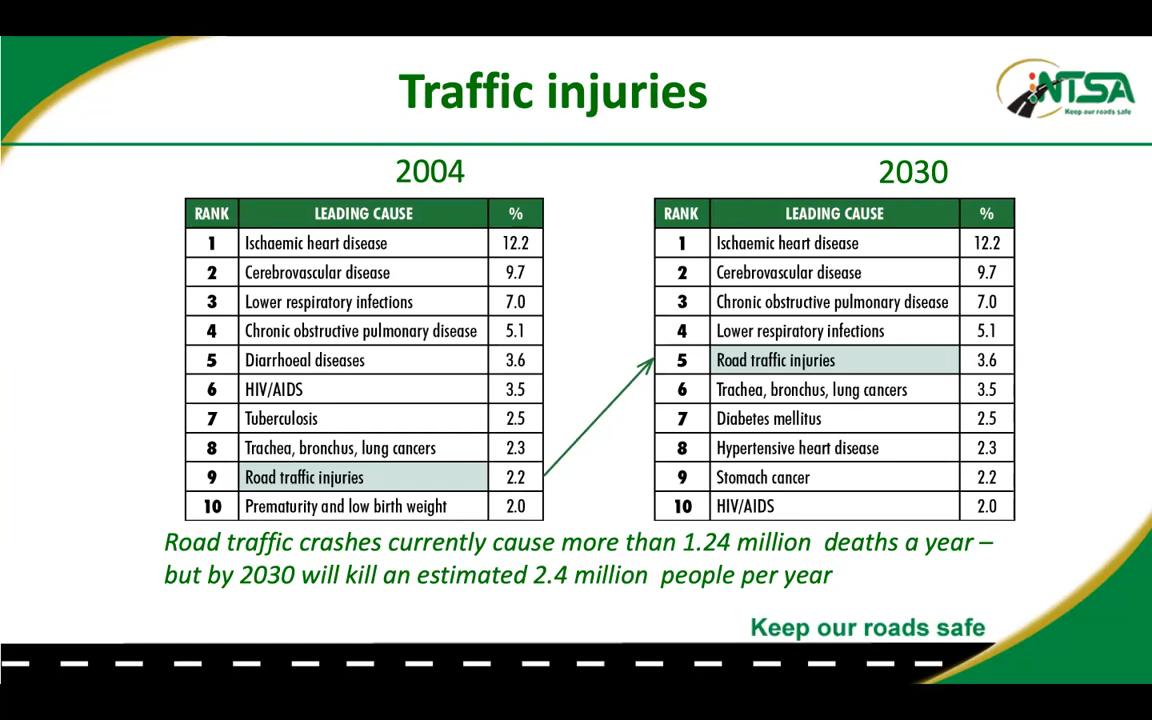 Traffic injuries
NTSA
Keep our roads safe
2004
RANK LEADING CAUSE %
1 Ischaemic heart disease 12.2
2 Cerebrovascular disease 9.7
3 Lower respiratory infections 7.0
4 Chronic obstructive pulmonary disease 5.1
5 Diarrhoeal diseases 3.6
6 HIV/AIDS 3.5
7 Tuberculosis 2.5
8 Trachea, bronchus, lung cancers 2.3
9 Road traffic injuries 2.2
10 Prematurity and low birth weight 2.0
2030
RANK LEADING CAUSE %
1 Ischaemic heart disease 12.2
2 Cerebrovascular disease 9.7
3 Chronic obstructive pulmonary disease 7.0
4 Lower respiratory infections 5.1
5 Road traffic injuries 3.6
6 Trachea, bronchus, lung cancers 3.5
7 Diabetes mellitus 2.5
8 Hypertensive heart disease 2.3
9 Stomach cancer 2.2
10 HIV/AIDS 2.0
Road traffic crashes currently cause more than 1.24 million deaths a year –
but by 2030 will kill an estimated 2.4 million people per year
Keep our roads safe